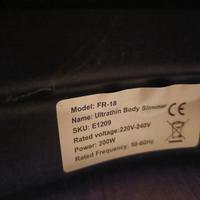 Model: FR-18
Name: Ultrathin Body Slimmer
SKU: E1209
Rated voltage:220V-240V
Power: 200W
Rated Frequency: 50-60Hz
CE